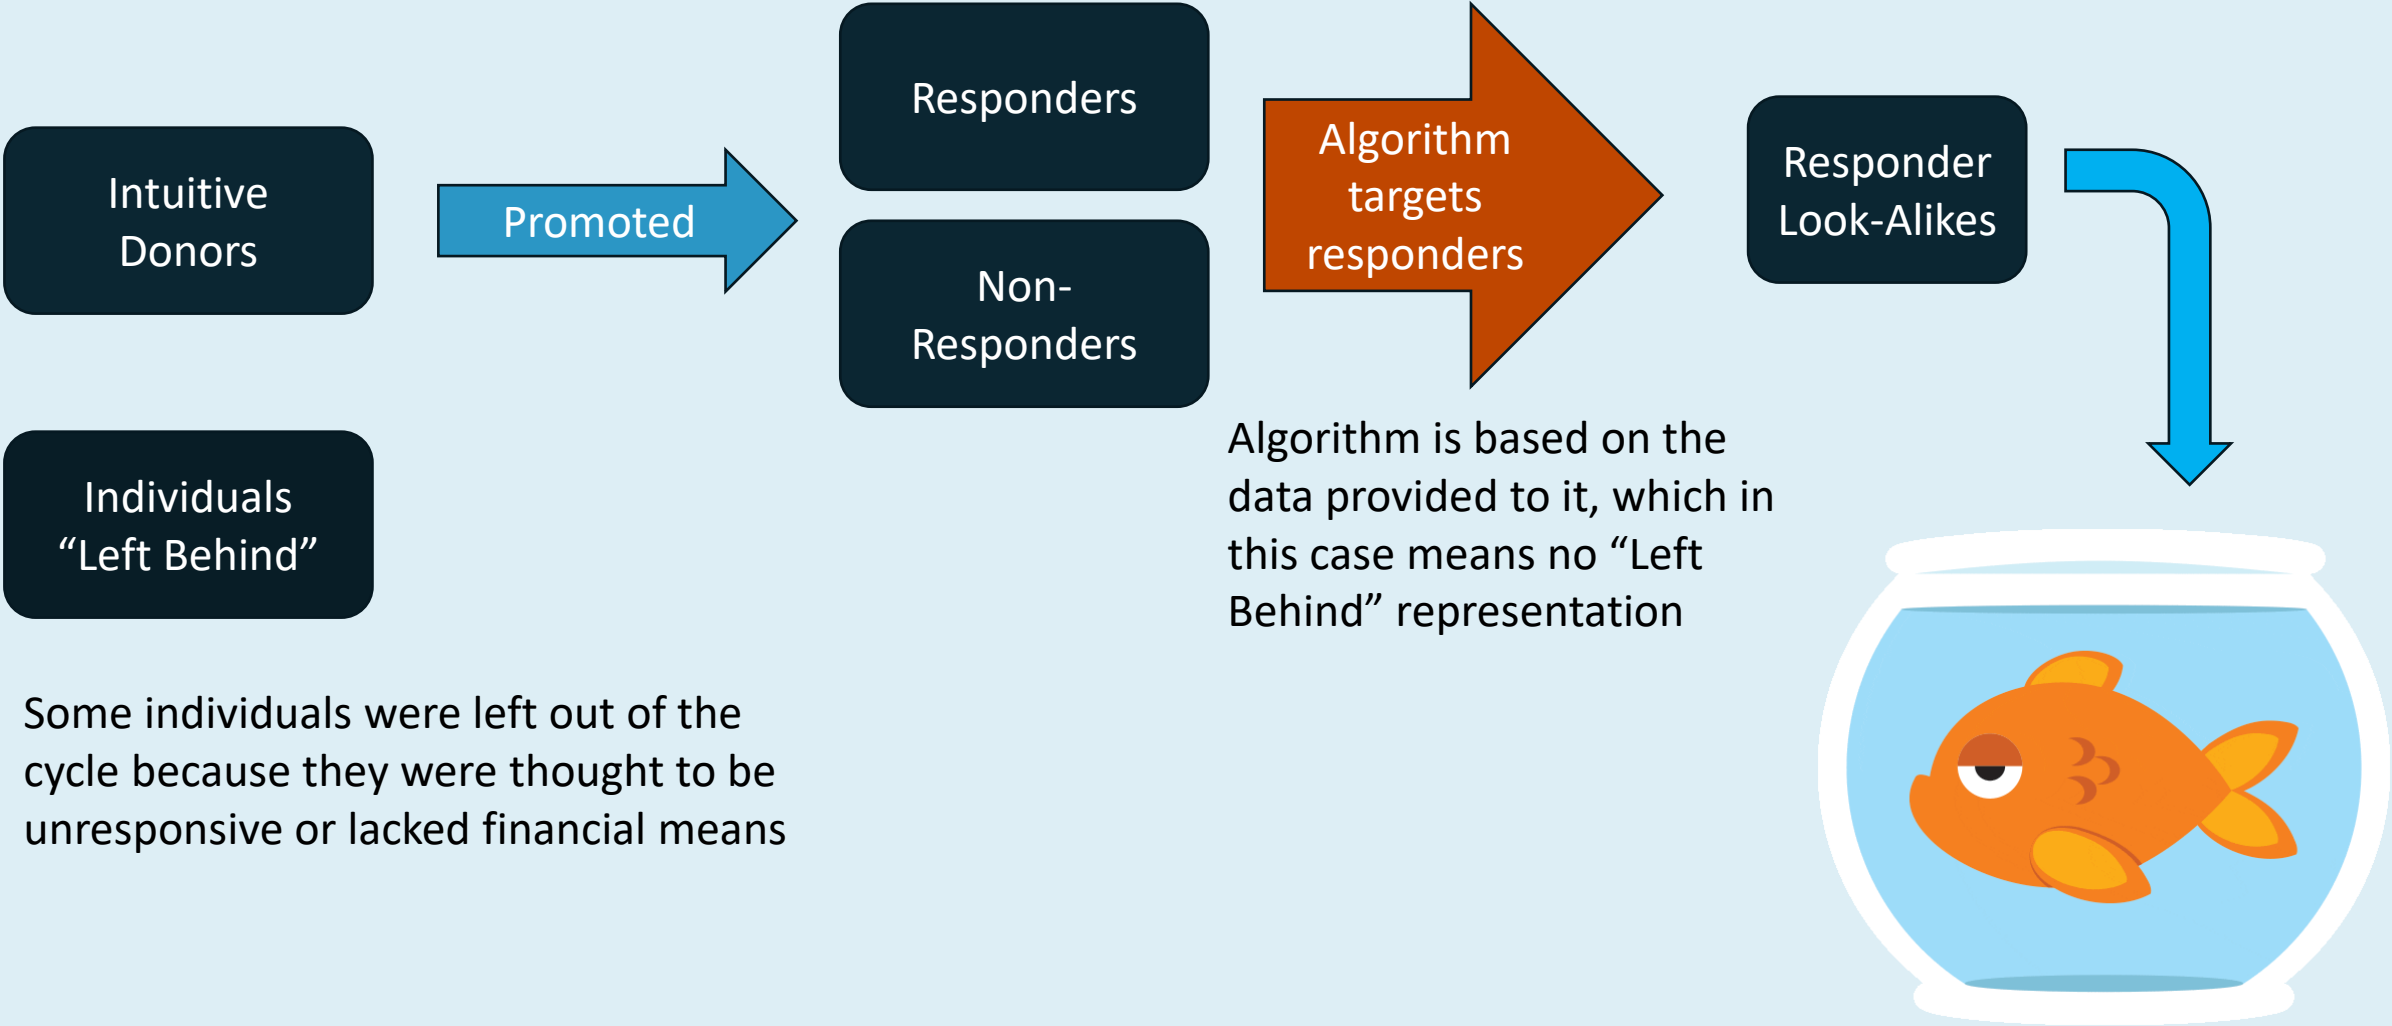 Intuitive
Donors
Promoted
Responders
Non-
Responders
Algorithm
targets
responders
Responder
Look-Alikes
Individuals
“Left Behind”
Algorithm is based on the
data provided to it, which in
this case means no “Left
Behind” representation
Some individuals were left out of the
cycle because they were thought to be
unresponsive or lacked financial means